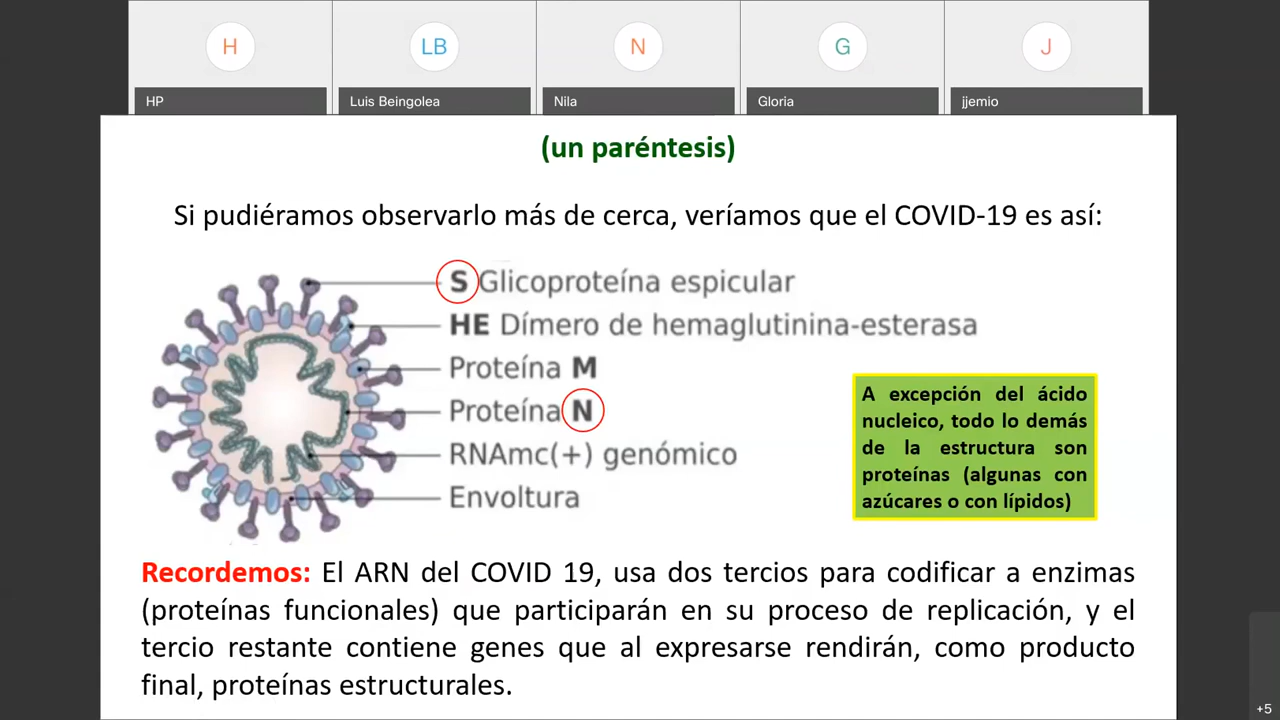 H
LB
N
G
J
HP
Luis Beingolea
Nila
Gloria
jjemio
(un paréntesis)
Si pudiéramos observarlo más de cerca, veríamos que el COVID-19 es así:
S Glicoproteína espicular
HE Dímero de hemaglutinina-esterasa
Proteína M
Proteína N
RNAmc(+) genómico
Envoltura
A excepción del ácido
nucleico, todo lo demás
de la estructura son
proteínas (algunas con
azúcares o con lípidos)
Recordemos: El ARN del COVID 19, usa dos tercios para codificar a enzimas
(proteínas funcionales) que participarán en su proceso de replicación, y el
tercio restante contiene genes que al expresarse rendirán, como producto
final, proteínas estructurales.
+5